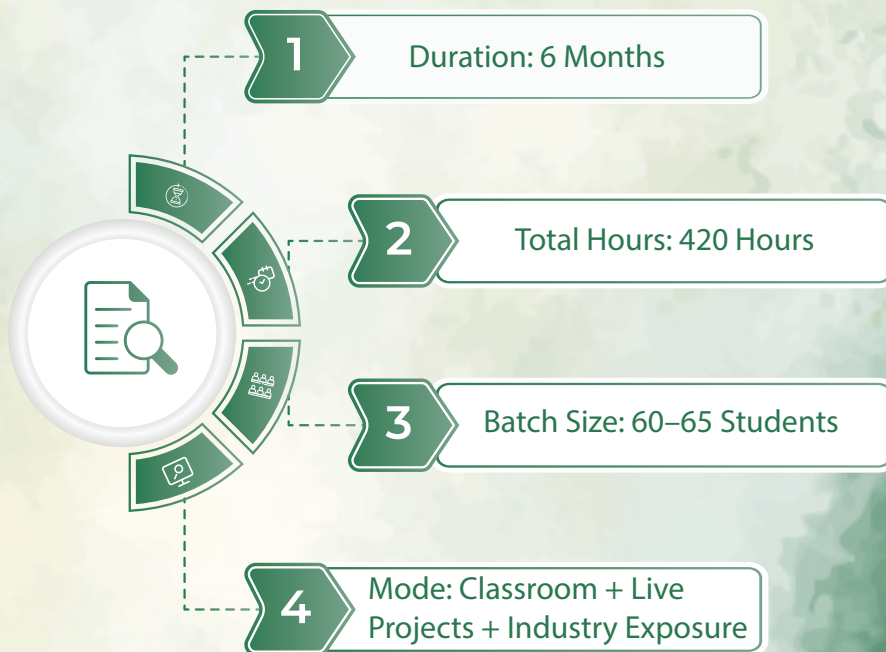 1
Duration: 6 Months
2
Total Hours: 420 Hours
3
Batch Size: 60–65 Students
4
Mode: Classroom + Live
Projects + Industry Exposure